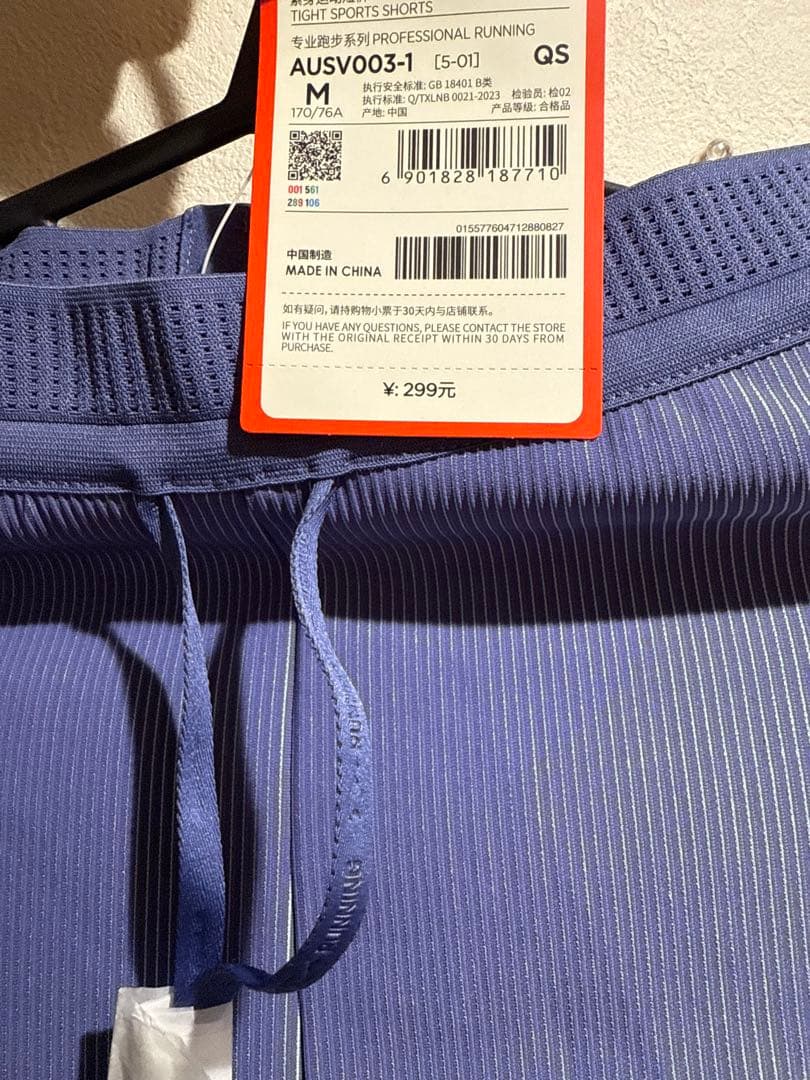 TIGHT SPORTS SHORTS
专业跑步系列 PROFESSIONAL RUNNING
AUSV003-1 [5-01] QS
M
170/76A
执行安全标准: GB 18401 B类
执行标准: Q/TXLNB 0021-2023 检验员: 检02
产地: 中国 产品等级: 合格品
001 561
289 106
6 901828 187710
015577604712880827
中国制造
MADE IN CHINA
如有疑问,请持购物小票于30天内与店铺联系。
IF YOU HAVE ANY QUESTIONS, PLEASE CONTACT THE STORE
WITH THE ORIGINAL RECEIPT WITHIN 30 DAYS FROM
PURCHASE.
¥: 299元
RUNNING